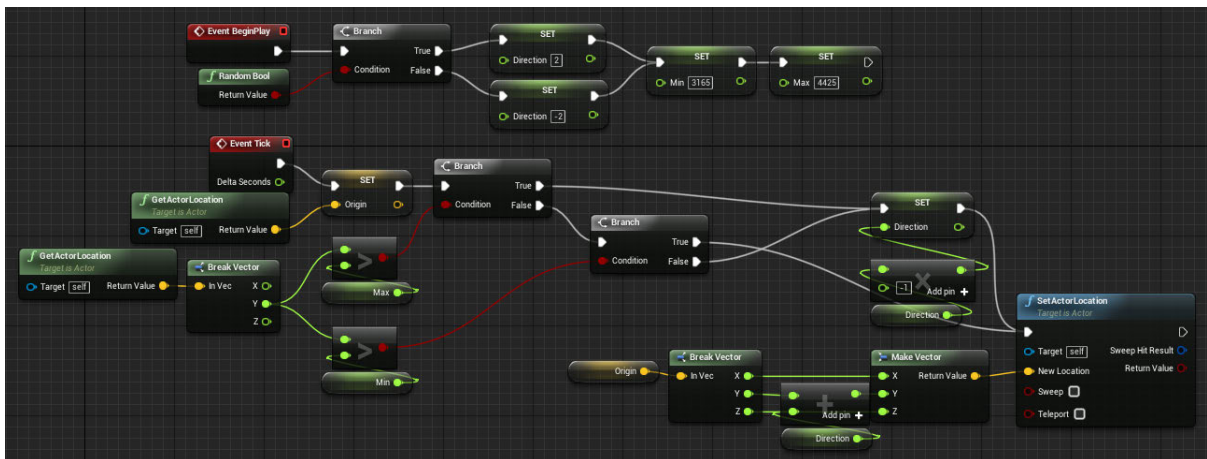 Event BeginPlay
Branch
True
Condition
False
Random Bool
Return Value
SET
Direction 2
SET
Direction -2
SET
Min 3165
SET
Max 4425
Event Tick
Delta Seconds
GetActorLocation
Target is Actor
Target self
Return Value
SET
Origin
Branch
True
Condition
False
GetActorLocation
Target is Actor
Target self
Return Value
Break Vector
In Vec
X
Y
Z
>
Max
>
Min
Branch
True
Condition
False
SET
Direction
×
-1
Add pin +
Direction
Origin
Break Vector
In Vec
X
Y
Z
+
Add pin +
Direction
Make Vector
X
Return Value
Y
Z
SetActorLocation
Target is Actor
Target self
Sweep Hit Result
New Location
Return Value
Sweep
Teleport